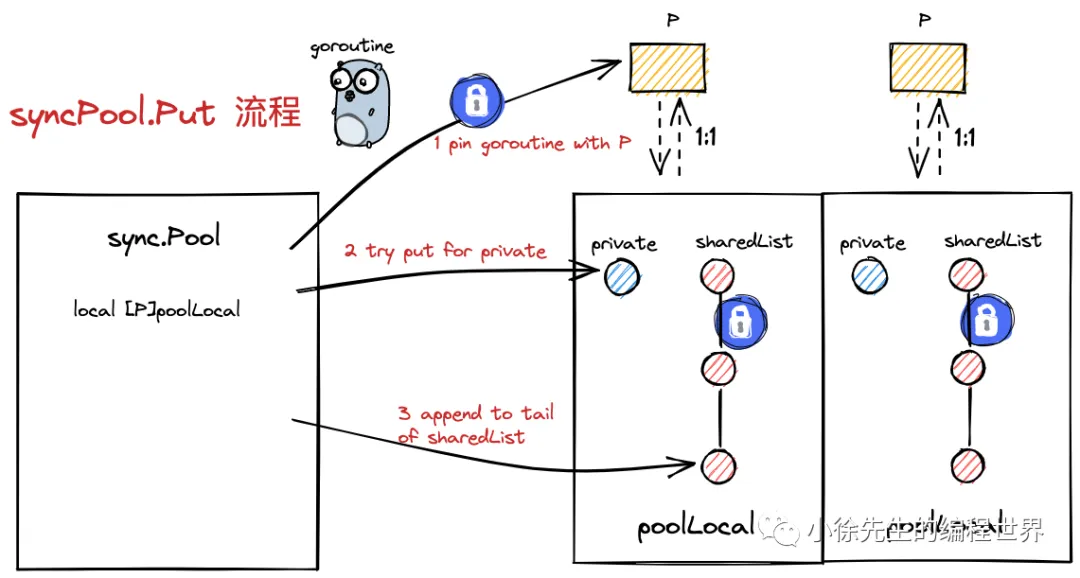 goroutine
P
P
syncPool.Put 流程
1 pin goroutine with P
1:1
1:1
sync.Pool
local [P]poolLocal
2 try put for private
3 append to tail
of sharedList
private
sharedList
private
sharedList
poolLocal
poolLocal
小徐先生的编程世界